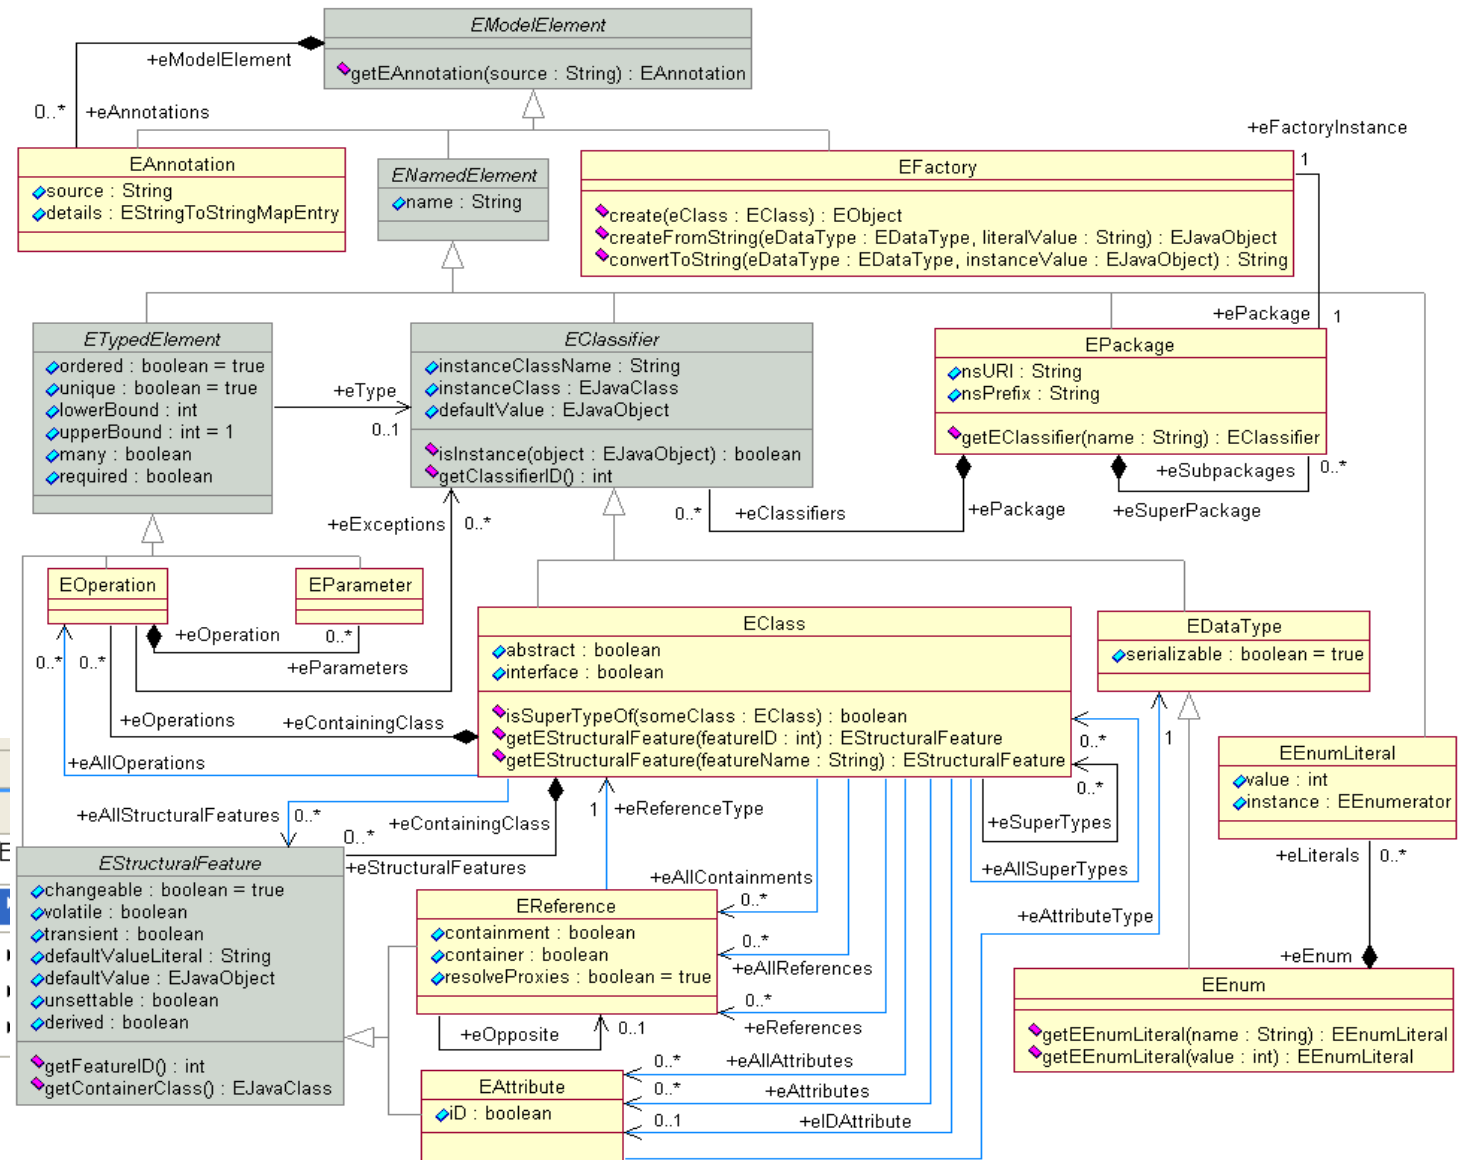 EModelElement
getEAnnotation(source : String) : EAnnotation
+eModelElement
0..*
+eAnnotations
+eFactoryInstance
1
EAnnotation
source : String
details : EStringToStringMapEntry
ENamedElement
name : String
EFactory
create(eClass : EClass) : EObject
createFromString(eDataType : EDataType, literalValue : String) : EJavaObject
convertToString(eDataType : EDataType, instanceValue : EJavaObject) : String
+ePackage
1
ETypedElement
ordered : boolean = true
unique : boolean = true
lowerBound : int
upperBound : int = 1
many : boolean
required : boolean
+eType
0..1
EClassifier
instanceClassName : String
instanceClass : EJavaClass
defaultValue : EJavaObject
isInstance(object : EJavaObject) : boolean
getClassifierID() : int
EPackage
nsURI : String
nsPrefix : String
getEClassifier(name : String) : EClassifier
+eSubpackages
0..*
+eSuperPackage
+ePackage
0..*
+eClassifiers
+eExceptions
0..*
EOperation
EParameter
+eOperation
0..*
+eParameters
0..*
0..*
+eOperations
+eContainingClass
+eAllOperations
EClass
abstract : boolean
interface : boolean
isSuperTypeOf(someClass : EClass) : boolean
getEStructuralFeature(featureID : int) : EStructuralFeature
getEStructuralFeature(featureName : String) : EStructuralFeature
EDataType
serializable : boolean = true
0..*
1
0..*
+eSuperTypes
+eAllSuperTypes
EEnumLiteral
value : int
instance : EEnumerator
+eLiterals
0..*
+eAllStructuralFeatures
0..*
0..*
+eContainingClass
+eStructuralFeatures
1
+eReferenceType
+eAllContainments
0..*
E
EStructuralFeature
changeable : boolean = true
volatile : boolean
transient : boolean
defaultValueLiteral : String
defaultValue : EJavaObject
unsettable : boolean
derived : boolean
getFeatureID() : int
getContainerClass() : EJavaClass
EReference
containment : boolean
container : boolean
resolveProxies : boolean = true
0..*
+eAllReferences
0..*
+eReferences
+eOpposite
0..1
+eAttributeType
+eEnum
EEnum
getEEnumLiteral(name : String) : EEnumLiteral
getEEnumLiteral(value : int) : EEnumLiteral
0..*
+eAllAttributes
0..*
+eAttributes
0..1
+eIDAttribute
EAttribute
iD : boolean